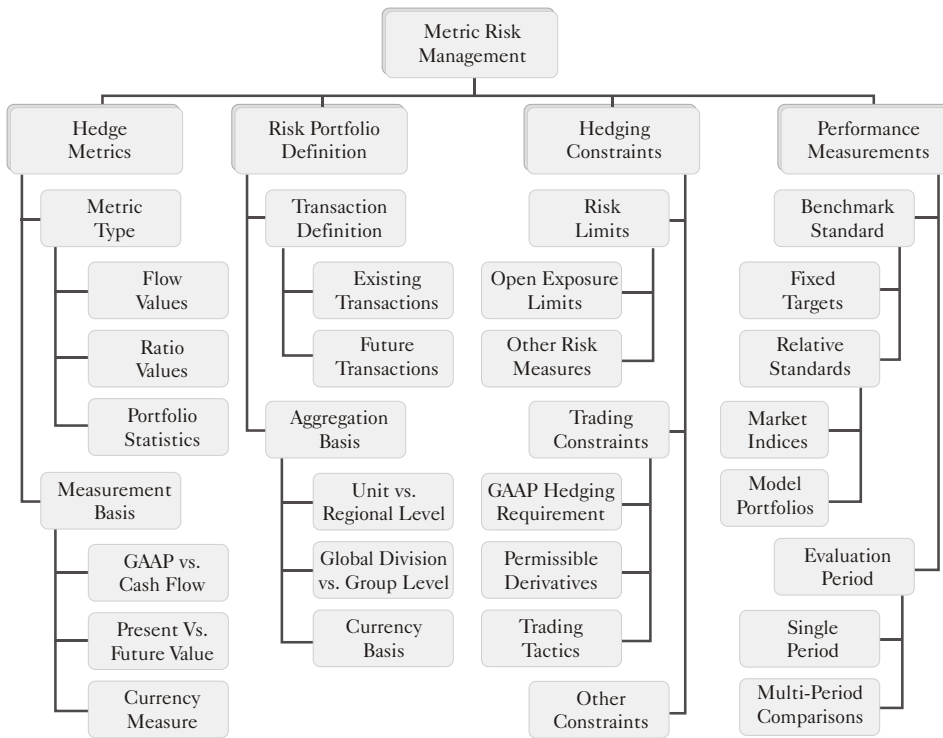 Metric Risk
Management
Hedge
Metrics
Metric
Type
Flow
Values
Ratio
Values
Portfolio
Statistics
Measurement
Basis
GAAP vs.
Cash Flow
Present Vs.
Future Value
Currency
Measure
Risk Portfolio
Definition
Transaction
Definition
Existing
Transactions
Future
Transactions
Aggregation
Basis
Unit vs.
Regional Level
Global Division
vs. Group Level
Currency
Basis
Hedging
Constraints
Risk
Limits
Open Exposure
Limits
Other Risk
Measures
Trading
Constraints
GAAP Hedging
Requirement
Permissible
Derivatives
Trading
Tactics
Other
Constraints
Performance
Measurements
Benchmark
Standard
Fixed
Targets
Relative
Standards
Market
Indices
Model
Portfolios
Evaluation
Period
Single
Period
Multi-Period
Comparisons